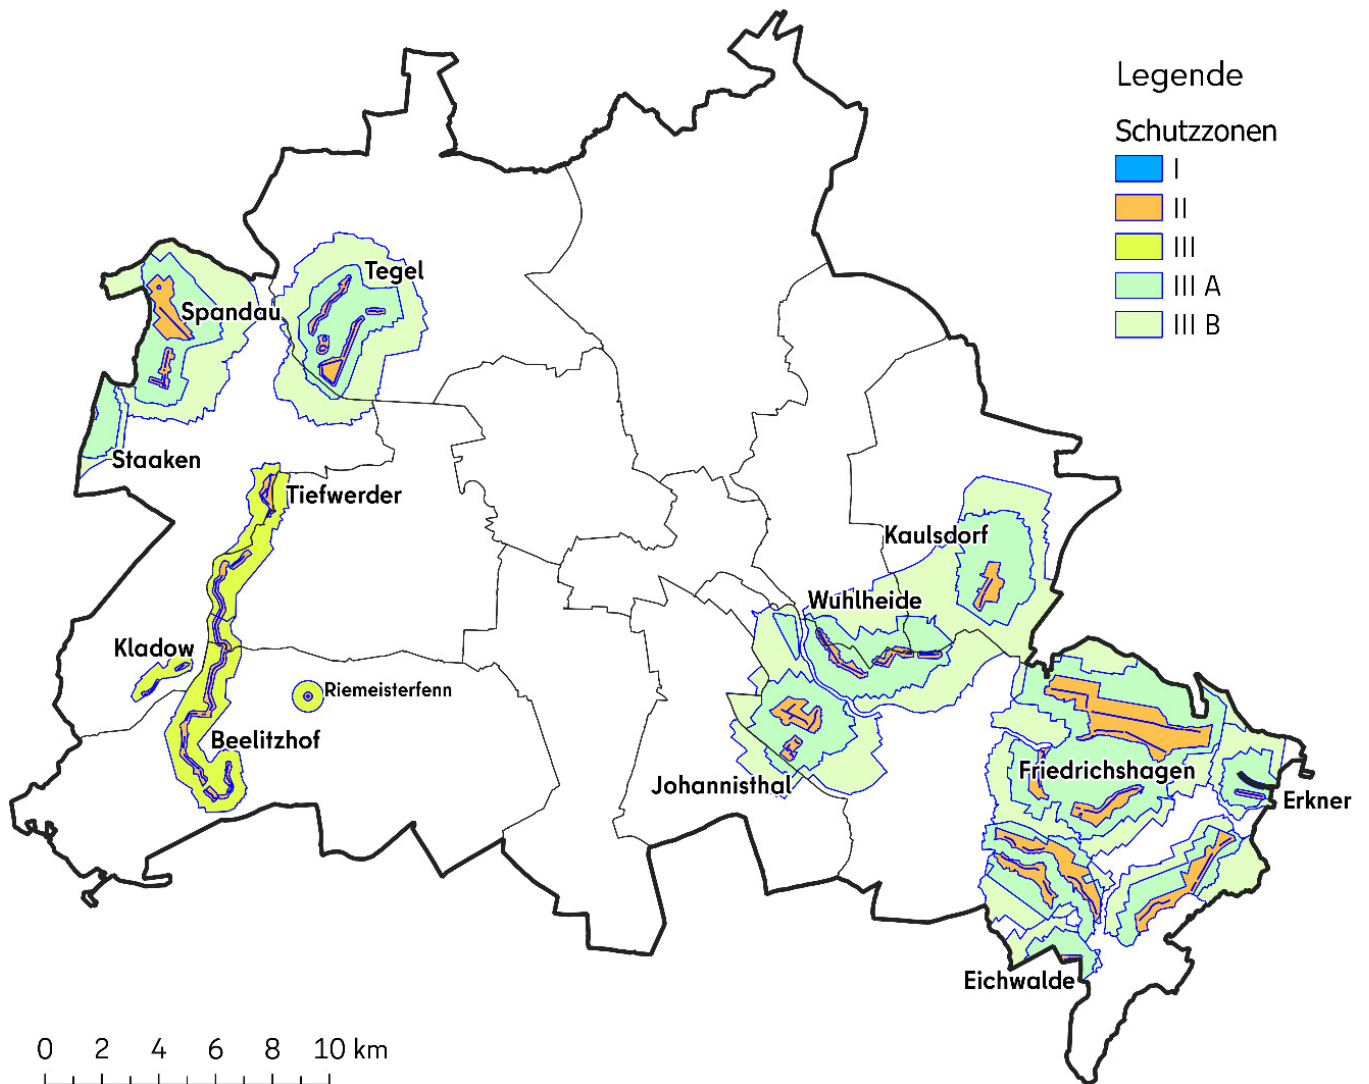 Legende
Schutzzonen
I
II
III
III A
III B
Tegel
Spandau
Staaken
Tiefwerder
Kaulsdorf
Wuhlheide
Kladow
Riemeisterfenn
Beelitzhof
Johannisthal
Friedrichshagen
Erkner
Eichwalde
0 2 4 6 8 10 km